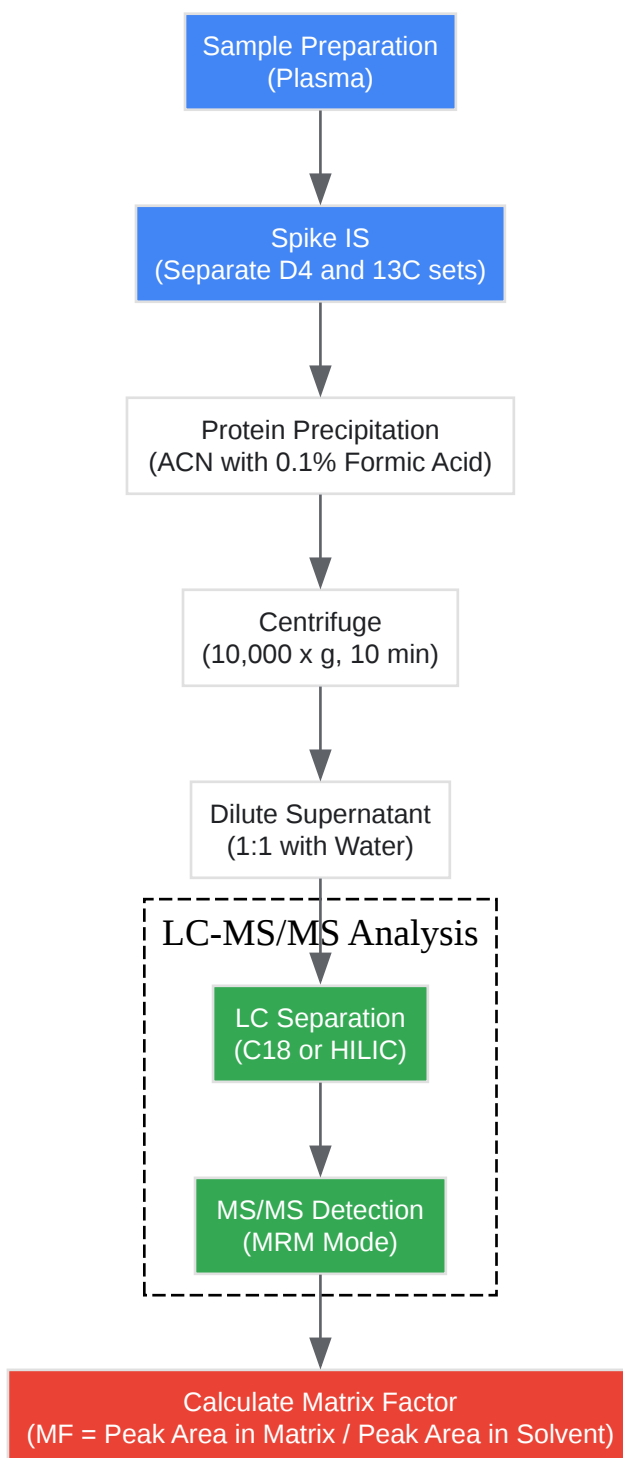 Sample Preparation
(Plasma)
Spike IS
(Separate D4 and 13C sets)
Protein Precipitation
(ACN with 0.1% Formic Acid)
Centrifuge
(10,000 x g, 10 min)
Dilute Supernatant
(1:1 with Water)
LC-MS/MS Analysis
LC Separation
(C18 or HILIC)
MS/MS Detection
(MRM Mode)
Calculate Matrix Factor
(MF = Peak Area in Matrix / Peak Area in Solvent)